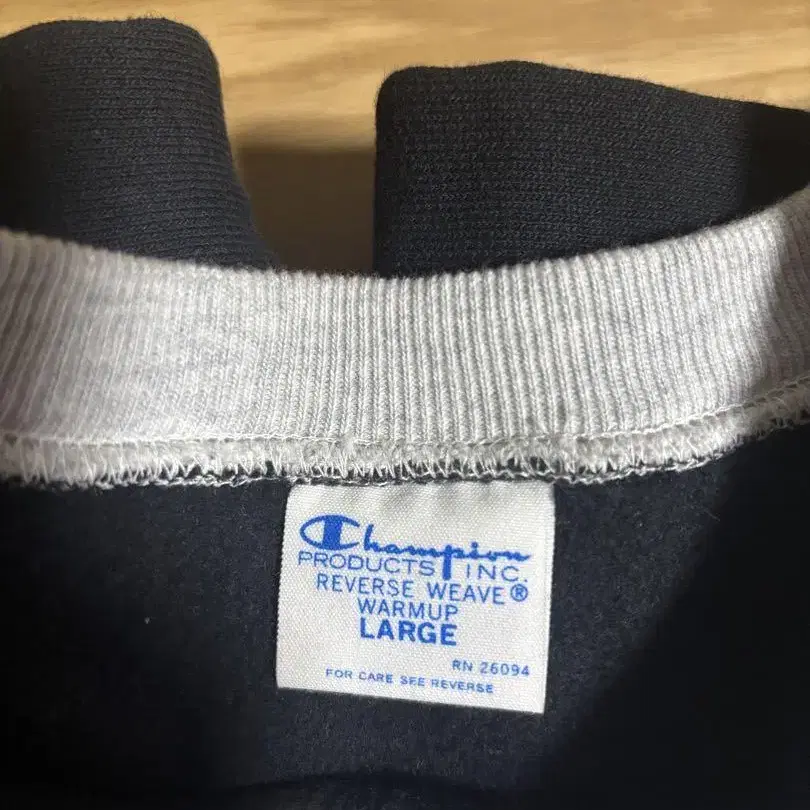 Champion
PRODUCTS INC.
REVERSE WEAVE®
WARMUP
LARGE
RN 26094
FOR CARE SEE REVERSE